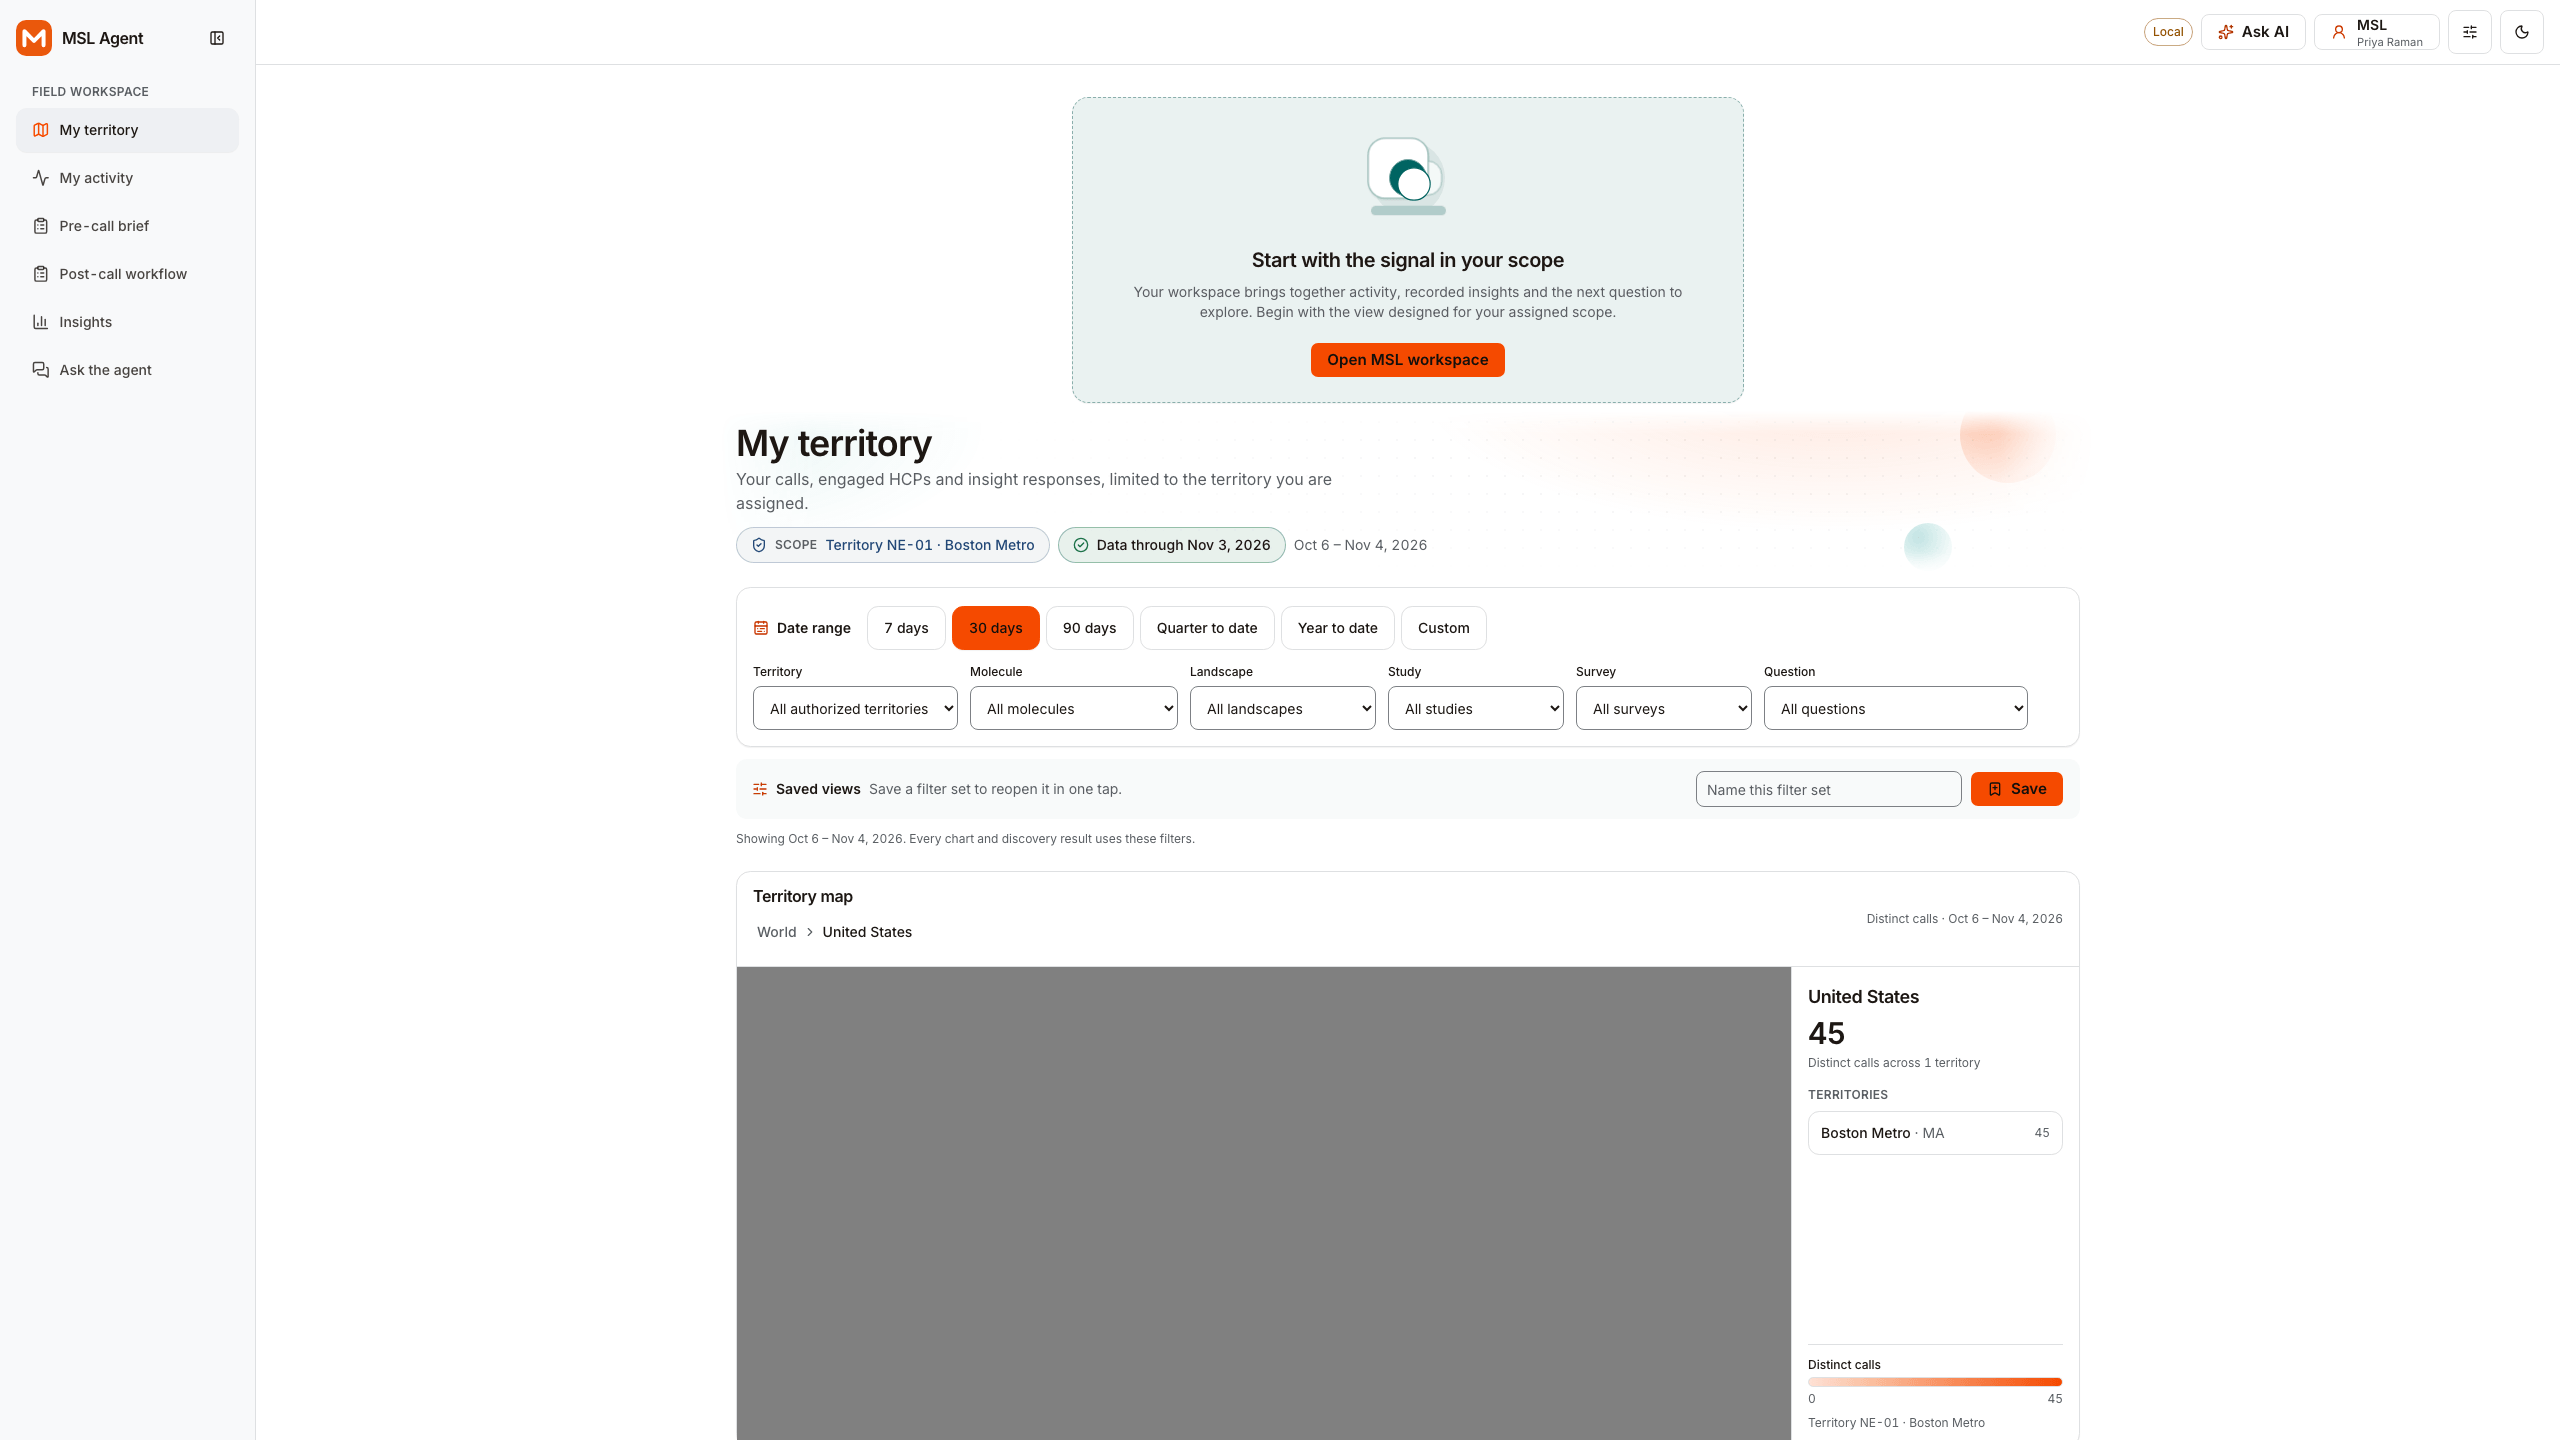 MSL Agent
FIELD WORKSPACE
My territory
My activity
Pre-call brief
Post-call workflow
Insights
Ask the agent
Local
Ask AI
MSL
Priya Raman
Start with the signal in your scope
Your workspace brings together activity, recorded insights and the next question to
explore. Begin with the view designed for your assigned scope.
Open MSL workspace
My territory
Your calls, engaged HCPs and insight responses, limited to the territory you are
assigned.
SCOPE Territory NE-01 · Boston Metro
Data through Nov 3, 2026
Oct 6 – Nov 4, 2026
Date range
7 days
30 days
90 days
Quarter to date
Year to date
Custom
Territory
Molecule
Landscape
Study
Survey
Question
All authorized territories
All molecules
All landscapes
All studies
All surveys
All questions
Saved views Save a filter set to reopen it in one tap.
Name this filter set
Save
Showing Oct 6 – Nov 4, 2026. Every chart and discovery result uses these filters.
Territory map
World > United States
Distinct calls · Oct 6 – Nov 4, 2026
United States
45
Distinct calls across 1 territory
TERRITORIES
Boston Metro · MA 45
Distinct calls
0 45
Territory NE-01 · Boston Metro